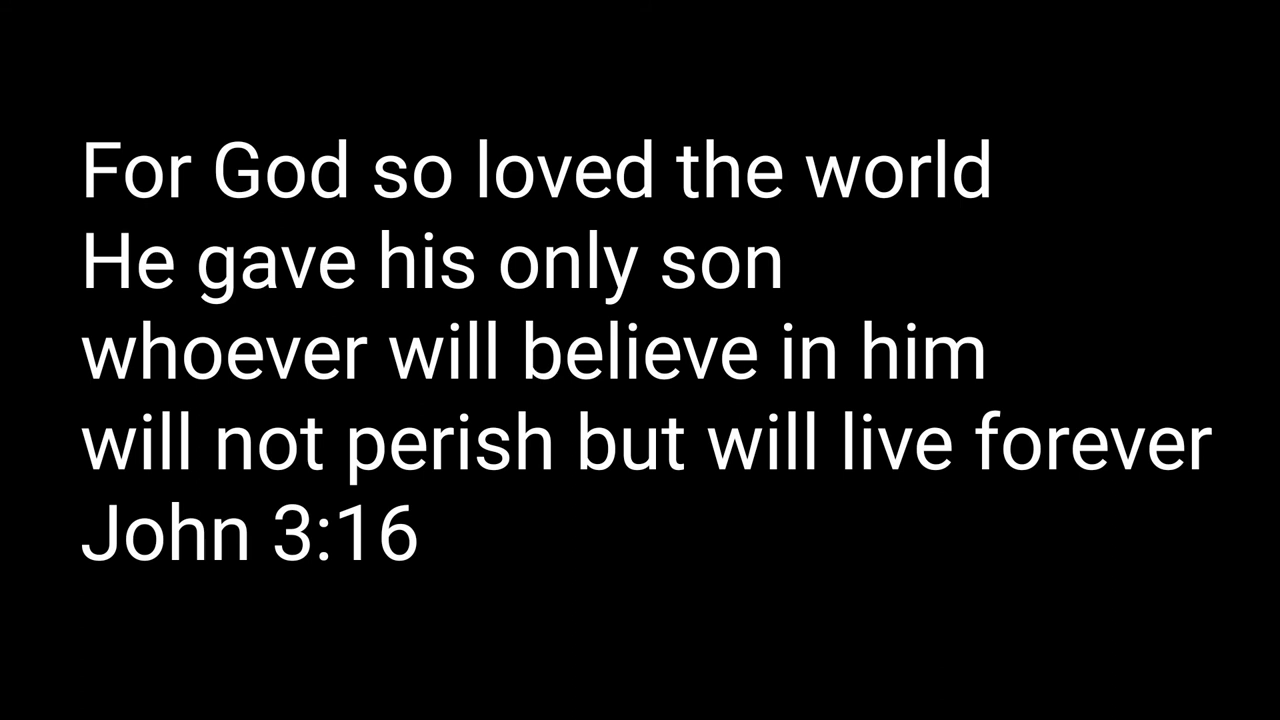 For God so loved the world
He gave his only son
whoever will believe in him
will not perish but will live forever
John 3:16